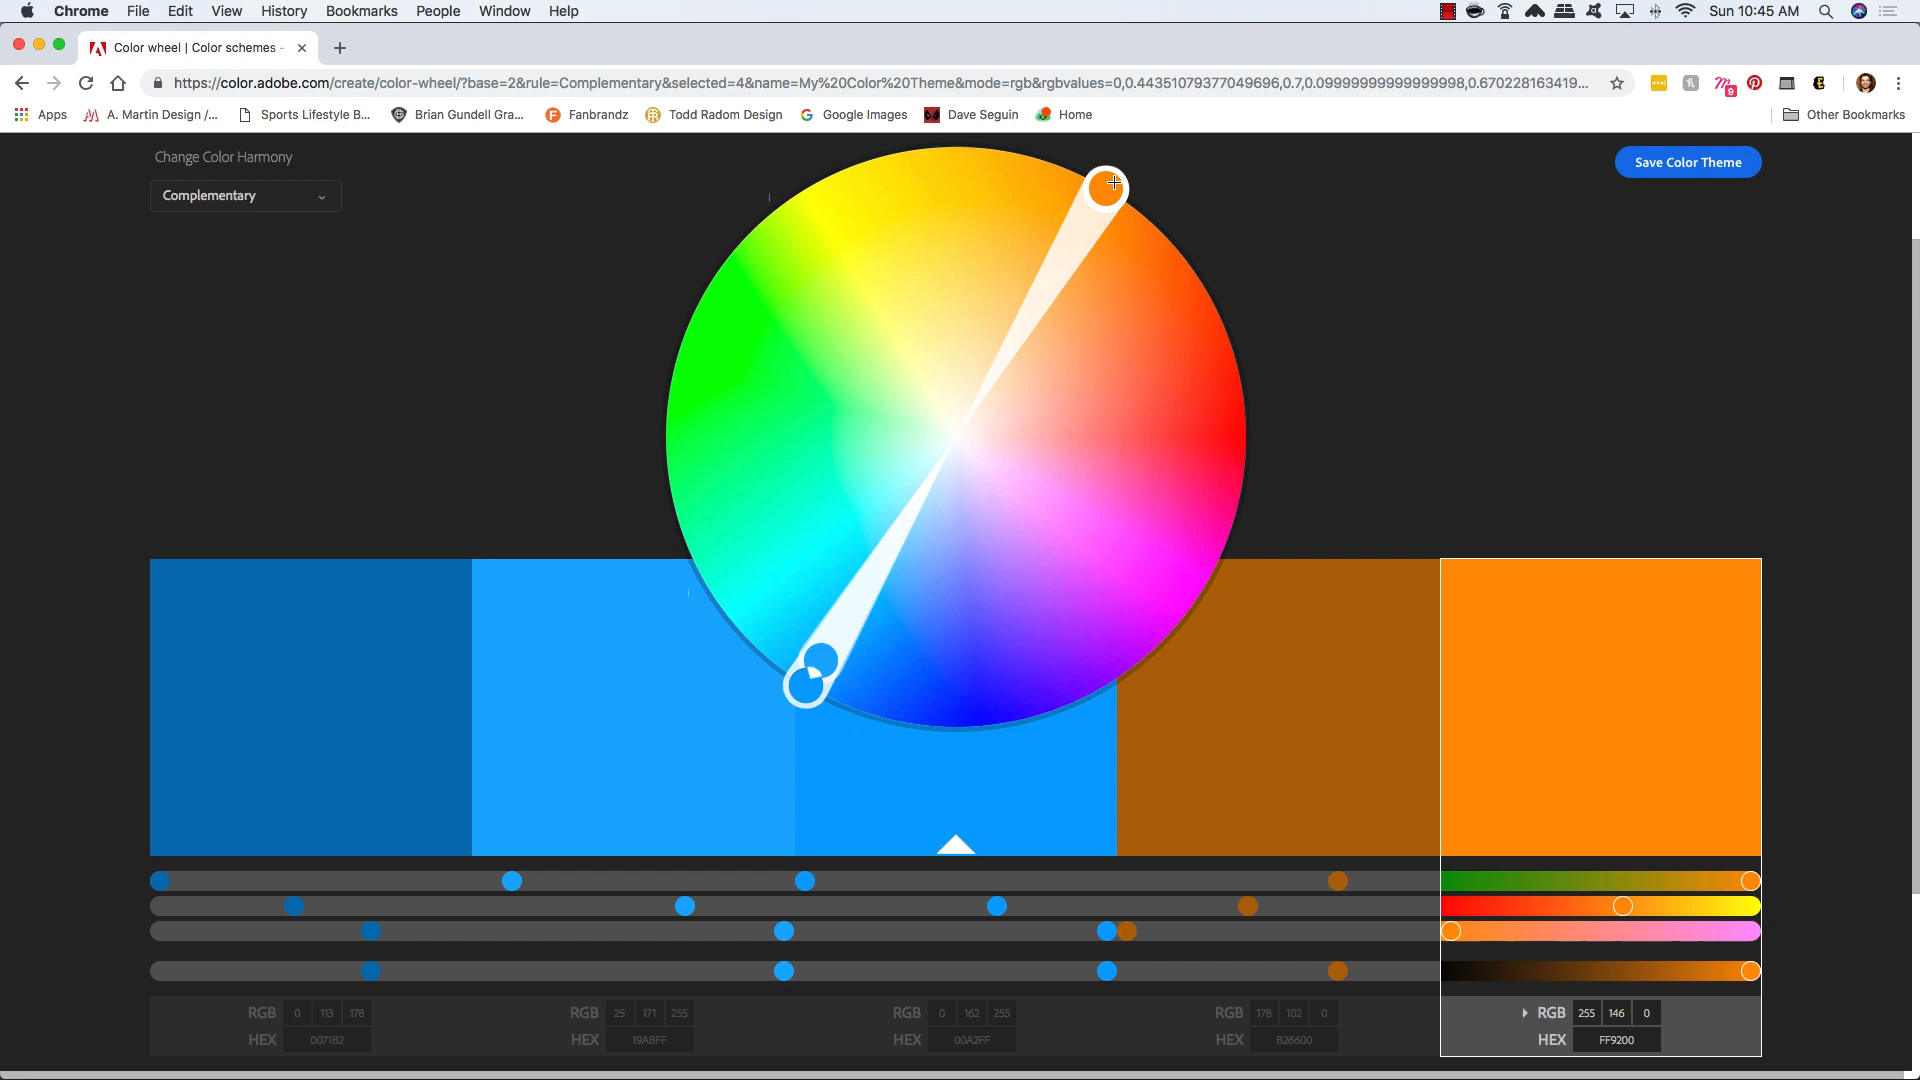 Chrome File Edit View History Bookmarks People Window Help Sun 10:45 AM
Color wheel | Color schemes -
https://color.adobe.com/create/color-wheel/?base=2&rule=Complementary&selected=4&name=My%20Color%20Theme&mode=rgb&rgbvalues=0,0.44351079377049696,0.7,0.09999999999999998,0.670228163419... 9
Apps A. Martin Design /... Sports Lifestyle B... Brian Gundell Gra... Fanbrandz Todd Radom Design Google Images Dave Seguin Home Other Bookmarks
Change Color Harmony
Save Color Theme
Complementary
RGB 0 113 178 RGB 25 171 255 RGB 0 162 255 RGB 178 102 0 RGB 255 146 0
HEX 0071B2 HEX 19ABFF HEX 00A2FF HEX B26600 HEX FF9200